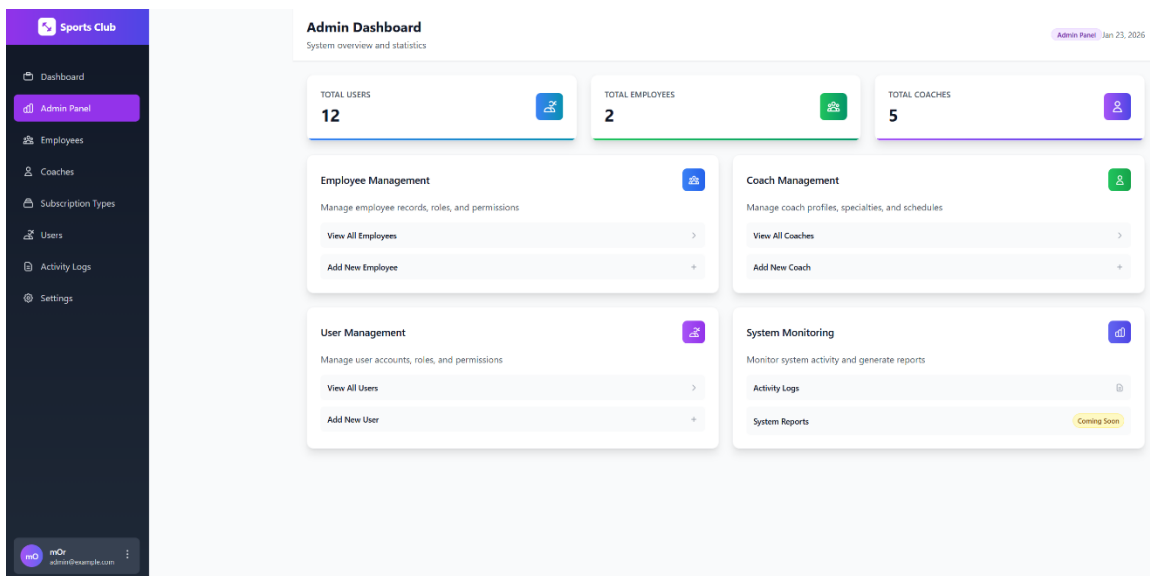 Sports Club
Dashboard
Admin Panel
Employees
Coaches
Subscription Types
Users
Activity Logs
Settings
mO
mOr
admin@example.com
Admin Dashboard
System overview and statistics
Admin Panel
Jan 23, 2026
TOTAL USERS
12
TOTAL EMPLOYEES
2
TOTAL COACHES
5
Employee Management
Manage employee records, roles, and permissions
View All Employees
Add New Employee
Coach Management
Manage coach profiles, specialties, and schedules
View All Coaches
Add New Coach
User Management
Manage user accounts, roles, and permissions
View All Users
Add New User
System Monitoring
Monitor system activity and generate reports
Activity Logs
System Reports
Coming Soon